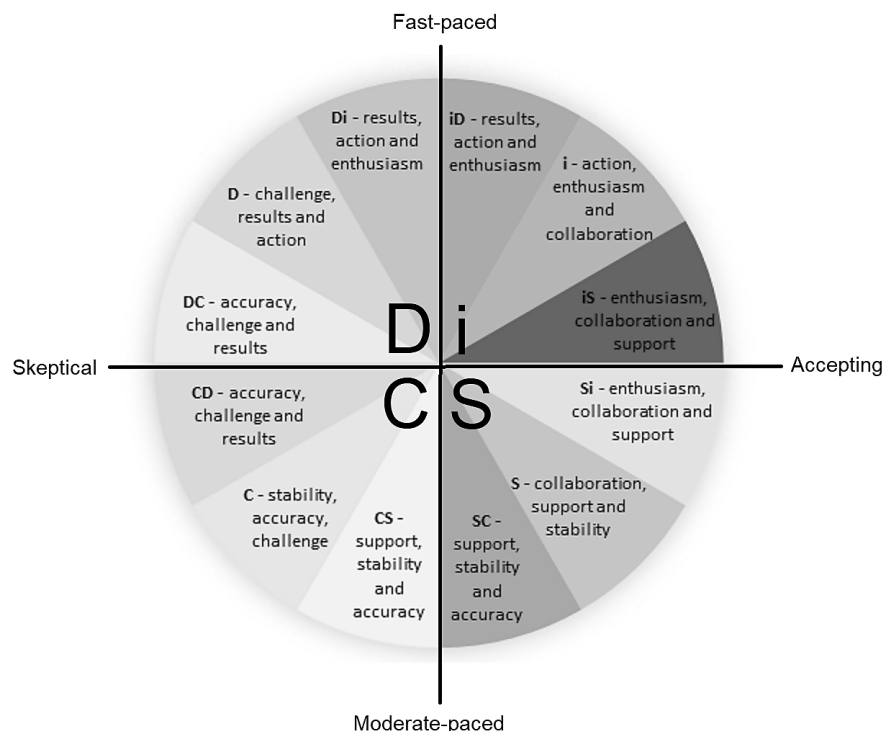 Fast-paced
Di - results,
action and
enthusiasm
iD - results,
action and
enthusiasm
i - action,
enthusiasm
and
collaboration
D - challenge,
results and
action
DC - accuracy,
challenge and
results
iS - enthusiasm,
collaboration and
support
D i
Skeptical
Accepting
C S
CD - accuracy,
challenge and
results
Si - enthusiasm,
collaboration and
support
C - stability,
accuracy,
challenge
S - collaboration,
support and
stability
CS -
support,
stability
and
accuracy
SC -
support,
stability
and
accuracy
Moderate-paced